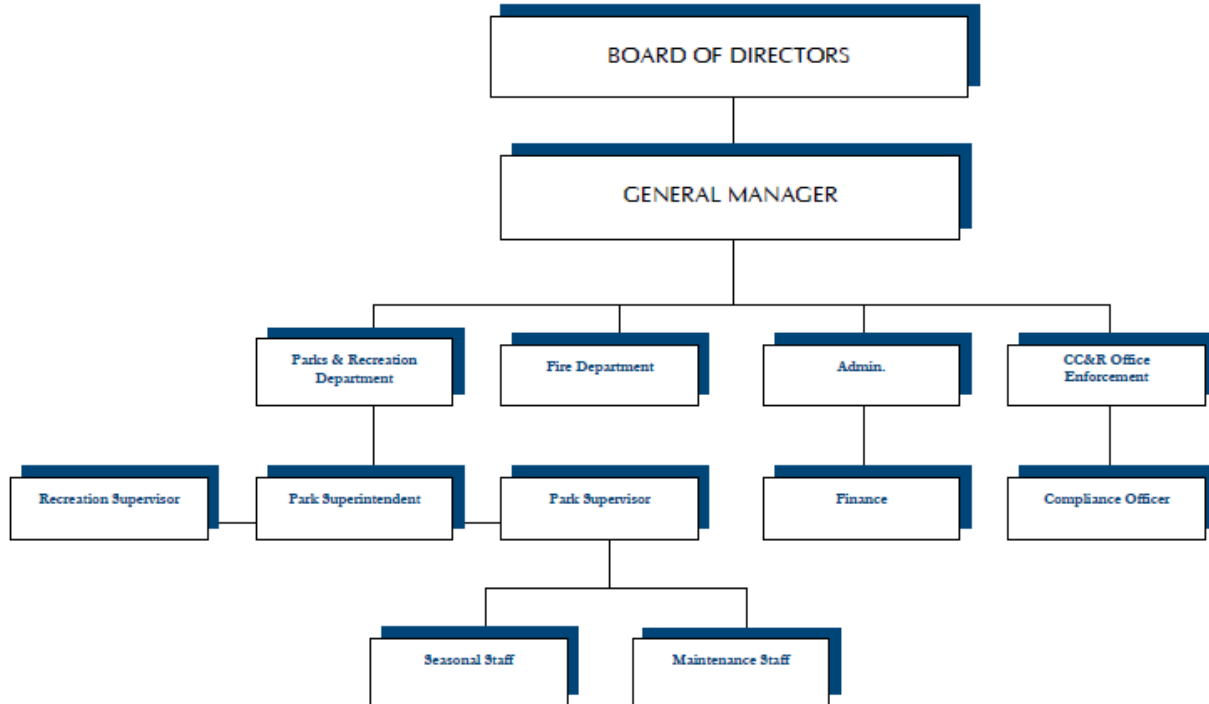 BOARD OF DIRECTORS
GENERAL MANAGER
Parks & Recreation
Department
Fire Department
Admin.
CC&R Office
Enforcement
Recreation Supervisor
Park Superintendent
Park Supervisor
Finance
Compliance Officer
Seasonal Staff
Maintenance Staff